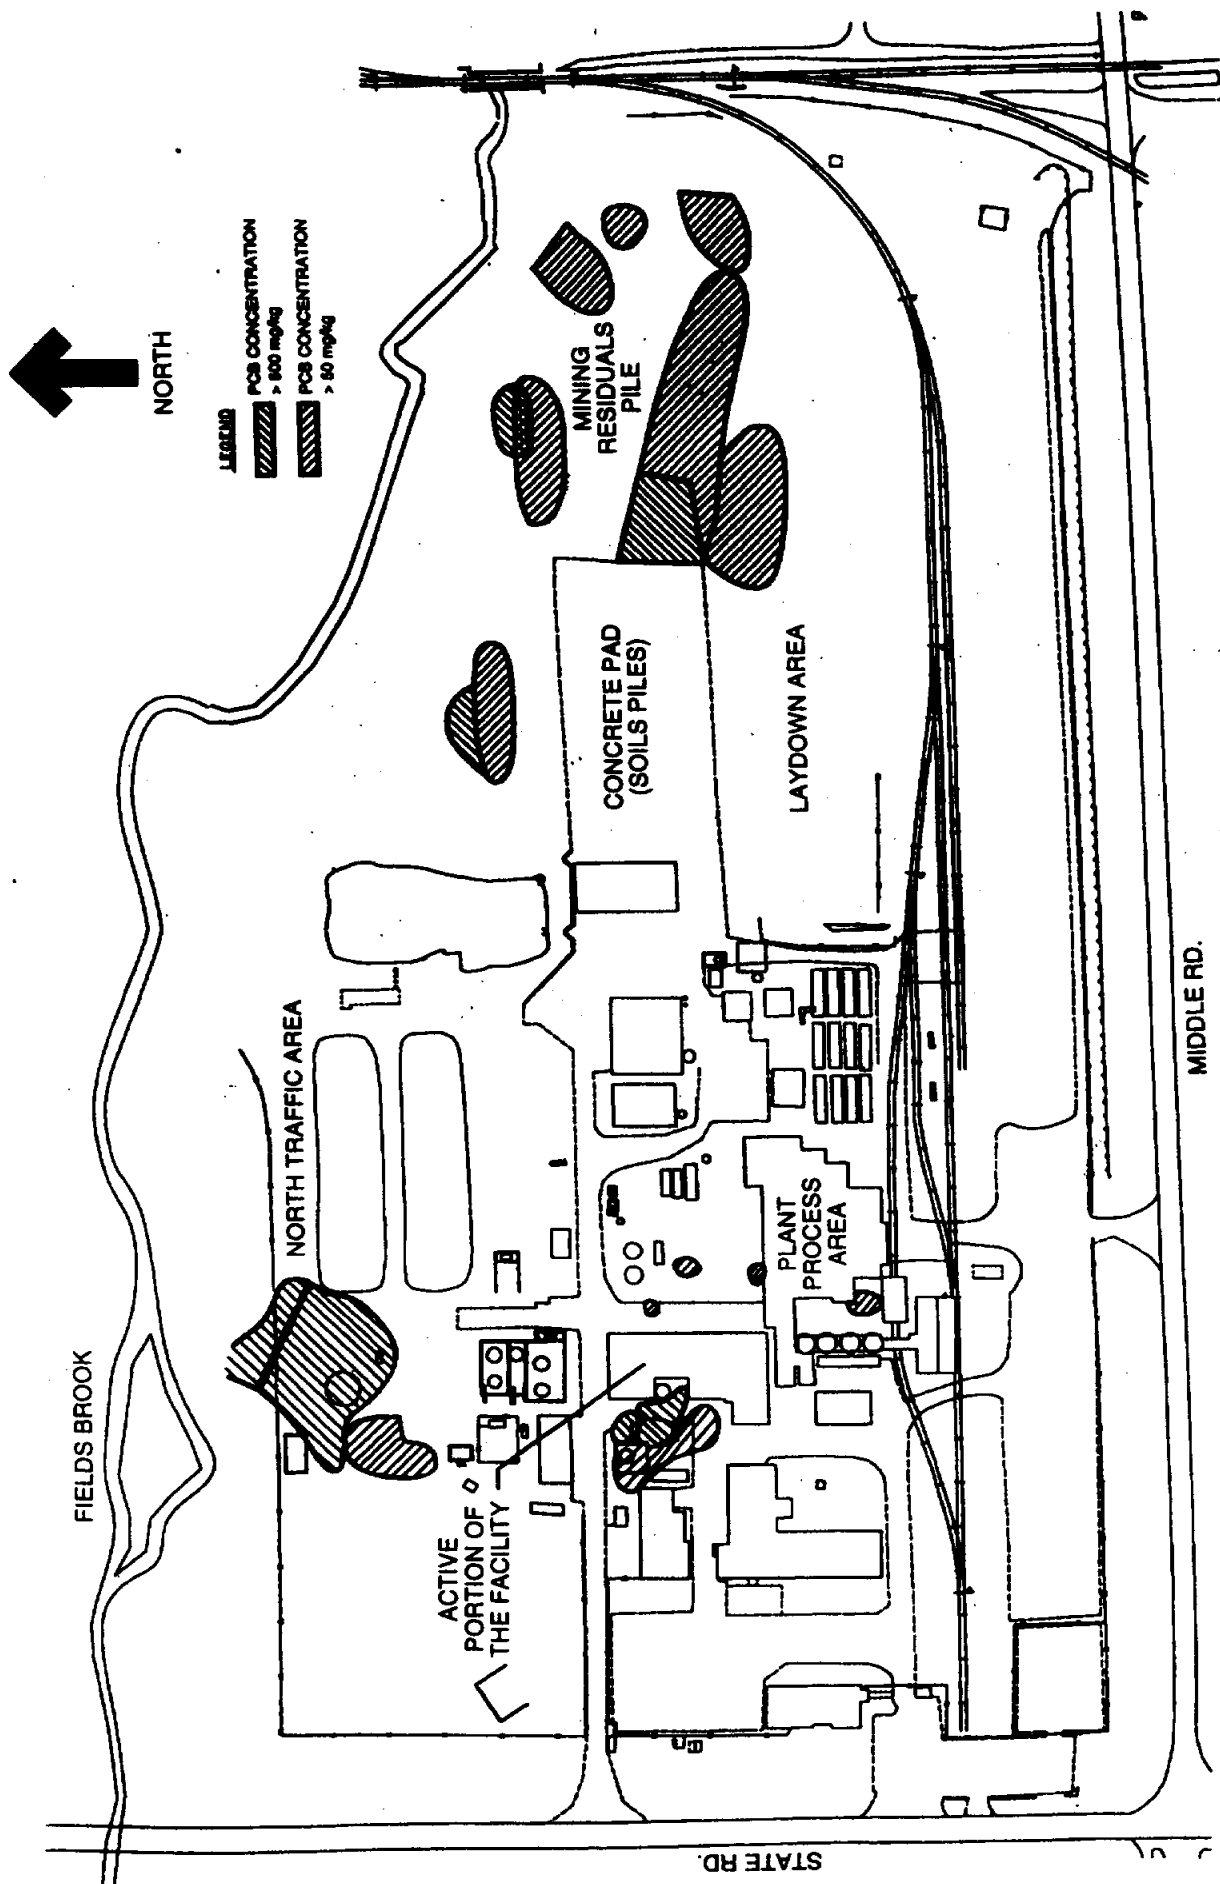 NORTH
LEGEND
PCB CONCENTRATION
> 500 mg/kg
PCB CONCENTRATION
> 50 mg/kg
FIELDS BROOK
NORTH TRAFFIC AREA
MINING
RESIDUALS
PILE
CONCRETE PAD
(SOILS PILES)
LAYDOWN AREA
ACTIVE
PORTION OF
THE FACILITY
PLANT
PROCESS
AREA
STATE RD.
MIDDLE RD.